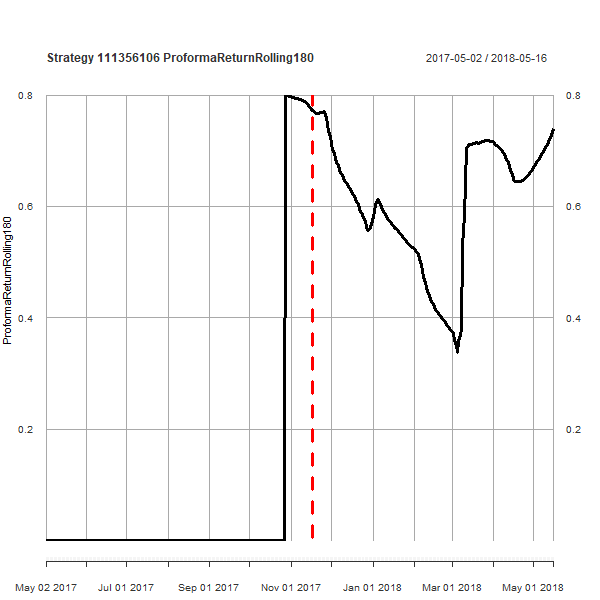 Strategy 111356106 ProformaReturnRolling180
2017-05-02 / 2018-05-16
0.8
0.8
0.6
0.6
0.4
0.4
0.2
0.2
ProformaReturnRolling180
May 02 2017
Jul 01 2017
Sep 01 2017
Nov 01 2017
Jan 01 2018
Mar 01 2018
May 01 2018